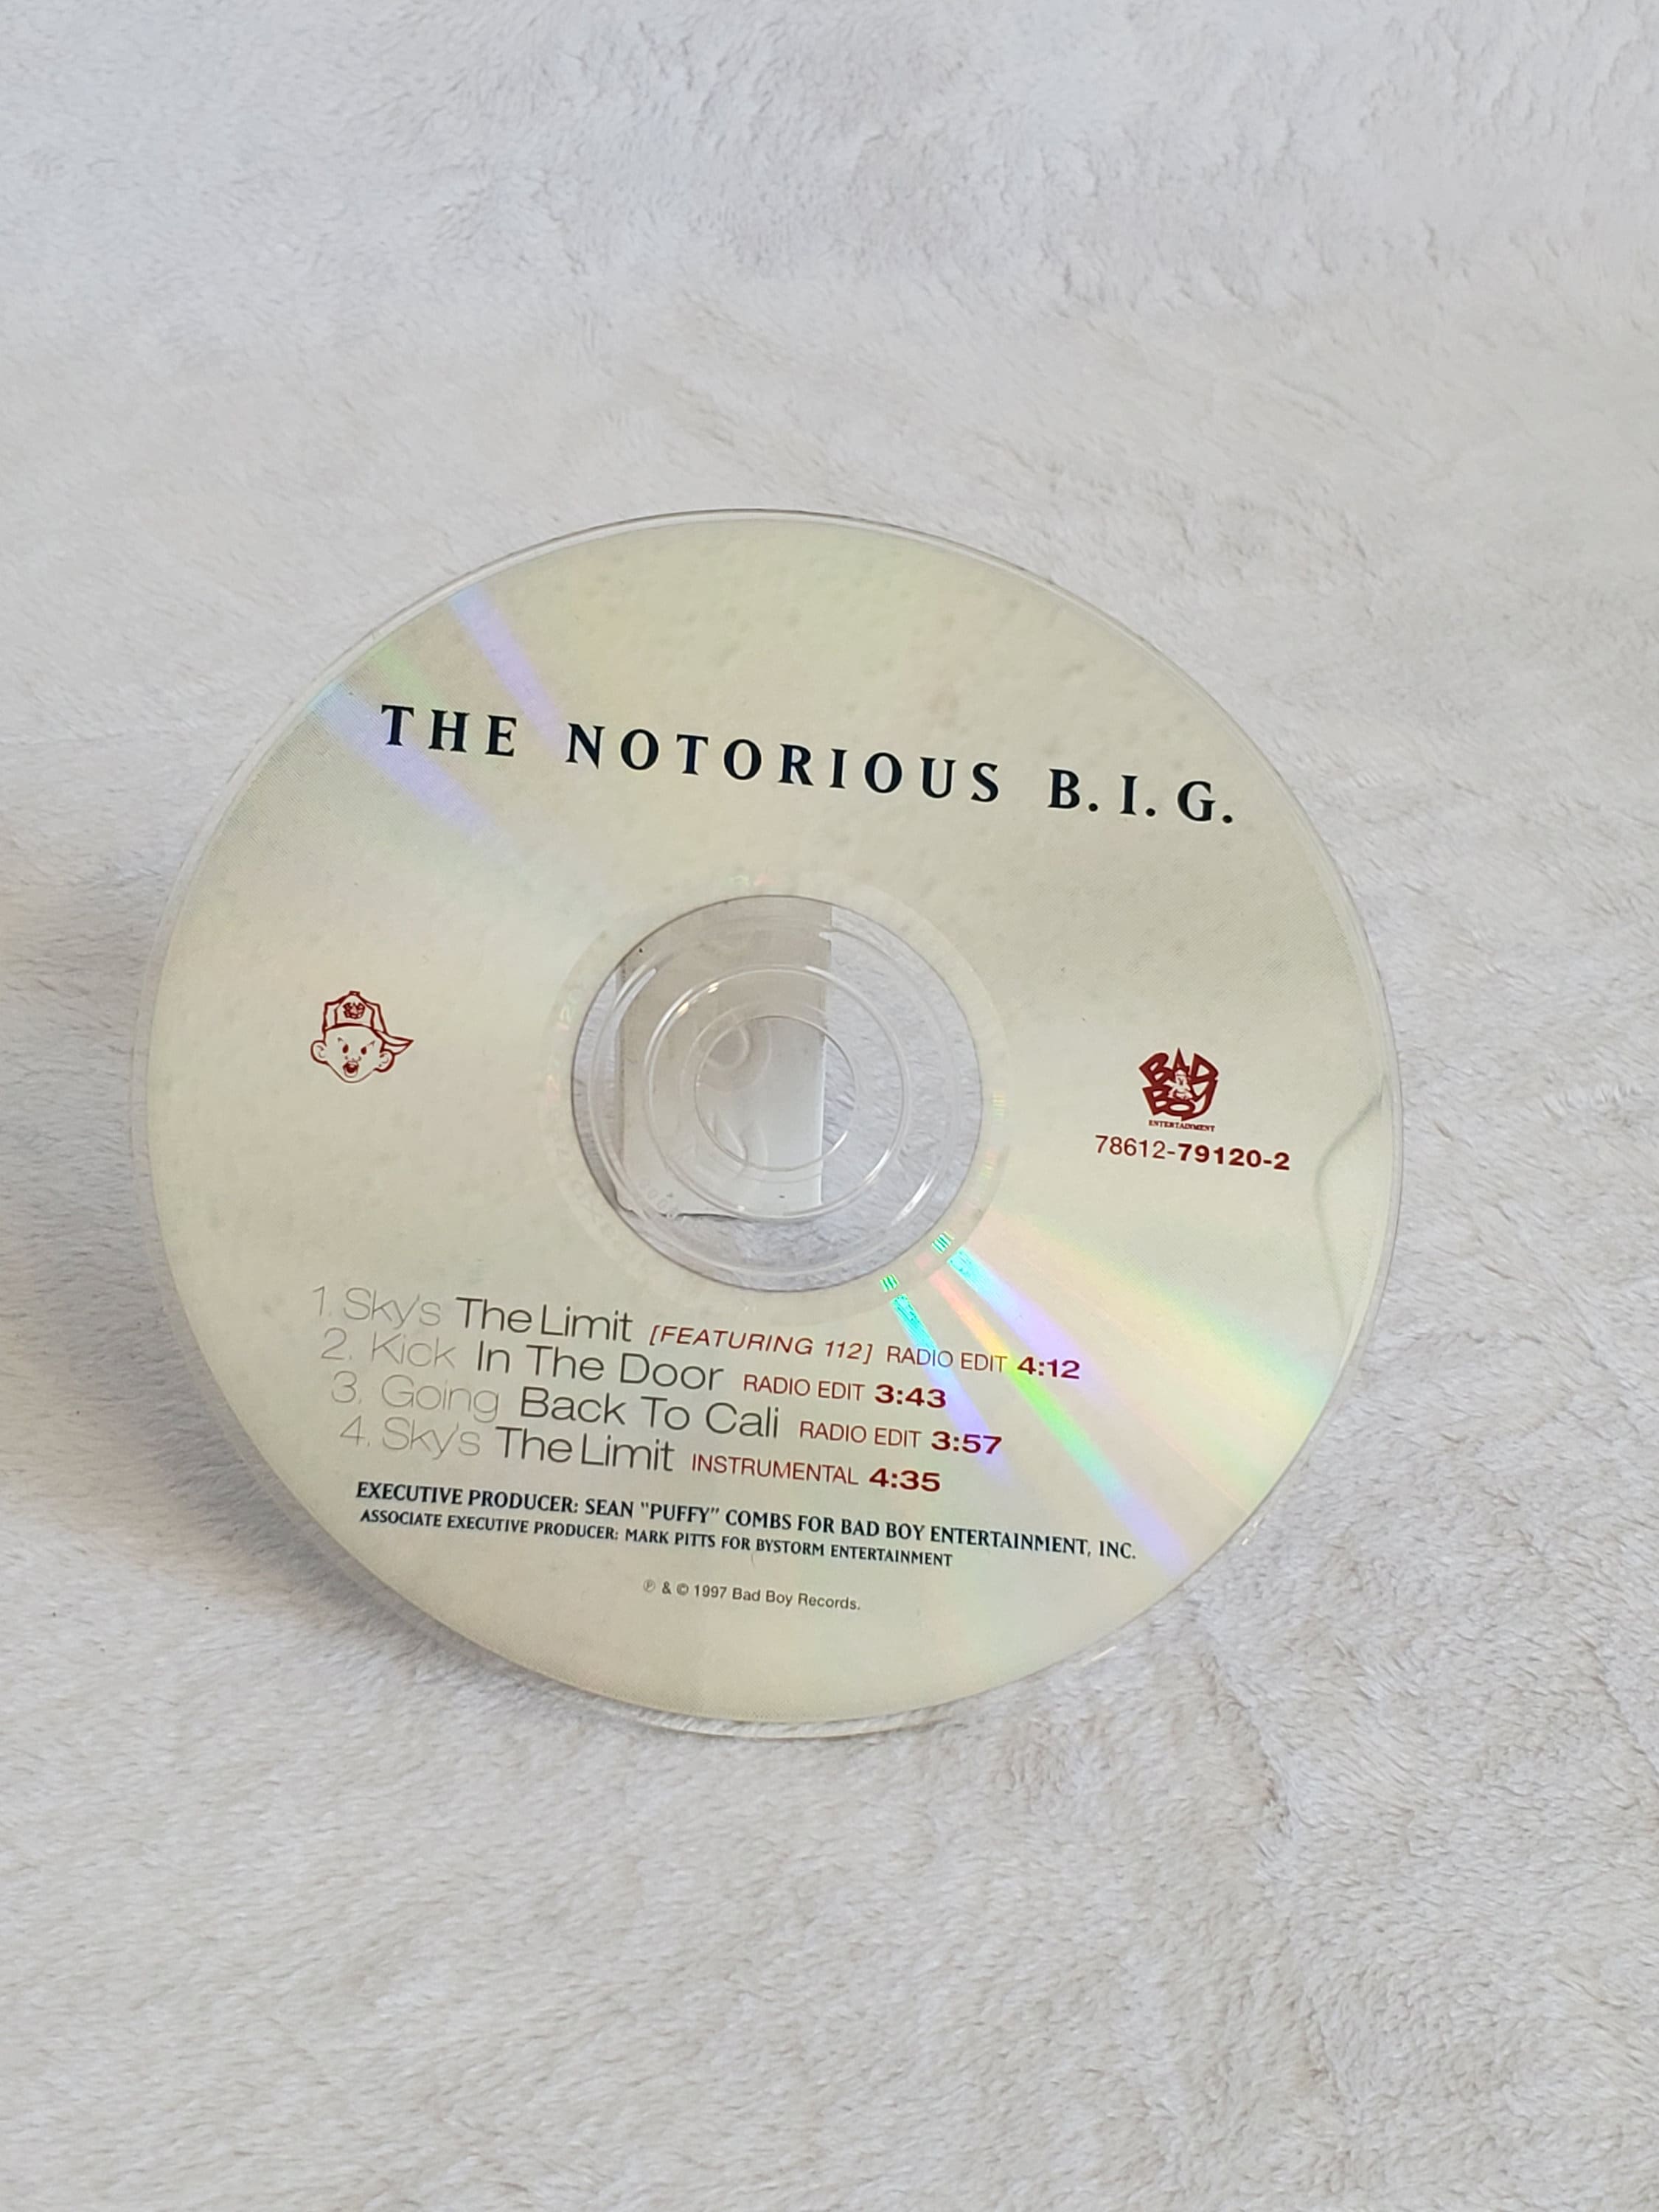 THE NOTORIOUS B.I.G.
BAD
BOY
ENTERTAINMENT
78612-79120-2
1. Sky's The Limit [FEATURING 112] RADIO EDIT 4:12
2. Kick In The Door RADIO EDIT 3:43
3. Going Back To Cali RADIO EDIT 3:57
4. Sky's The Limit INSTRUMENTAL 4:35
EXECUTIVE PRODUCER: SEAN "PUFFY" COMBS FOR BAD BOY ENTERTAINMENT, INC.
ASSOCIATE EXECUTIVE PRODUCER: MARK PITTS FOR BYSTORM ENTERTAINMENT
℗ & © 1997 Bad Boy Records.